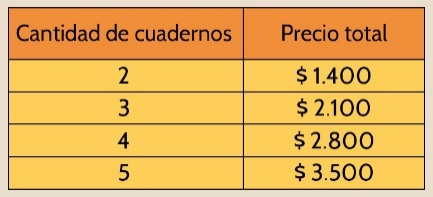 Cantidad de cuadernos Precio total
2 $ 1.400
3 $ 2.100
4 $ 2.800
5 $ 3.500